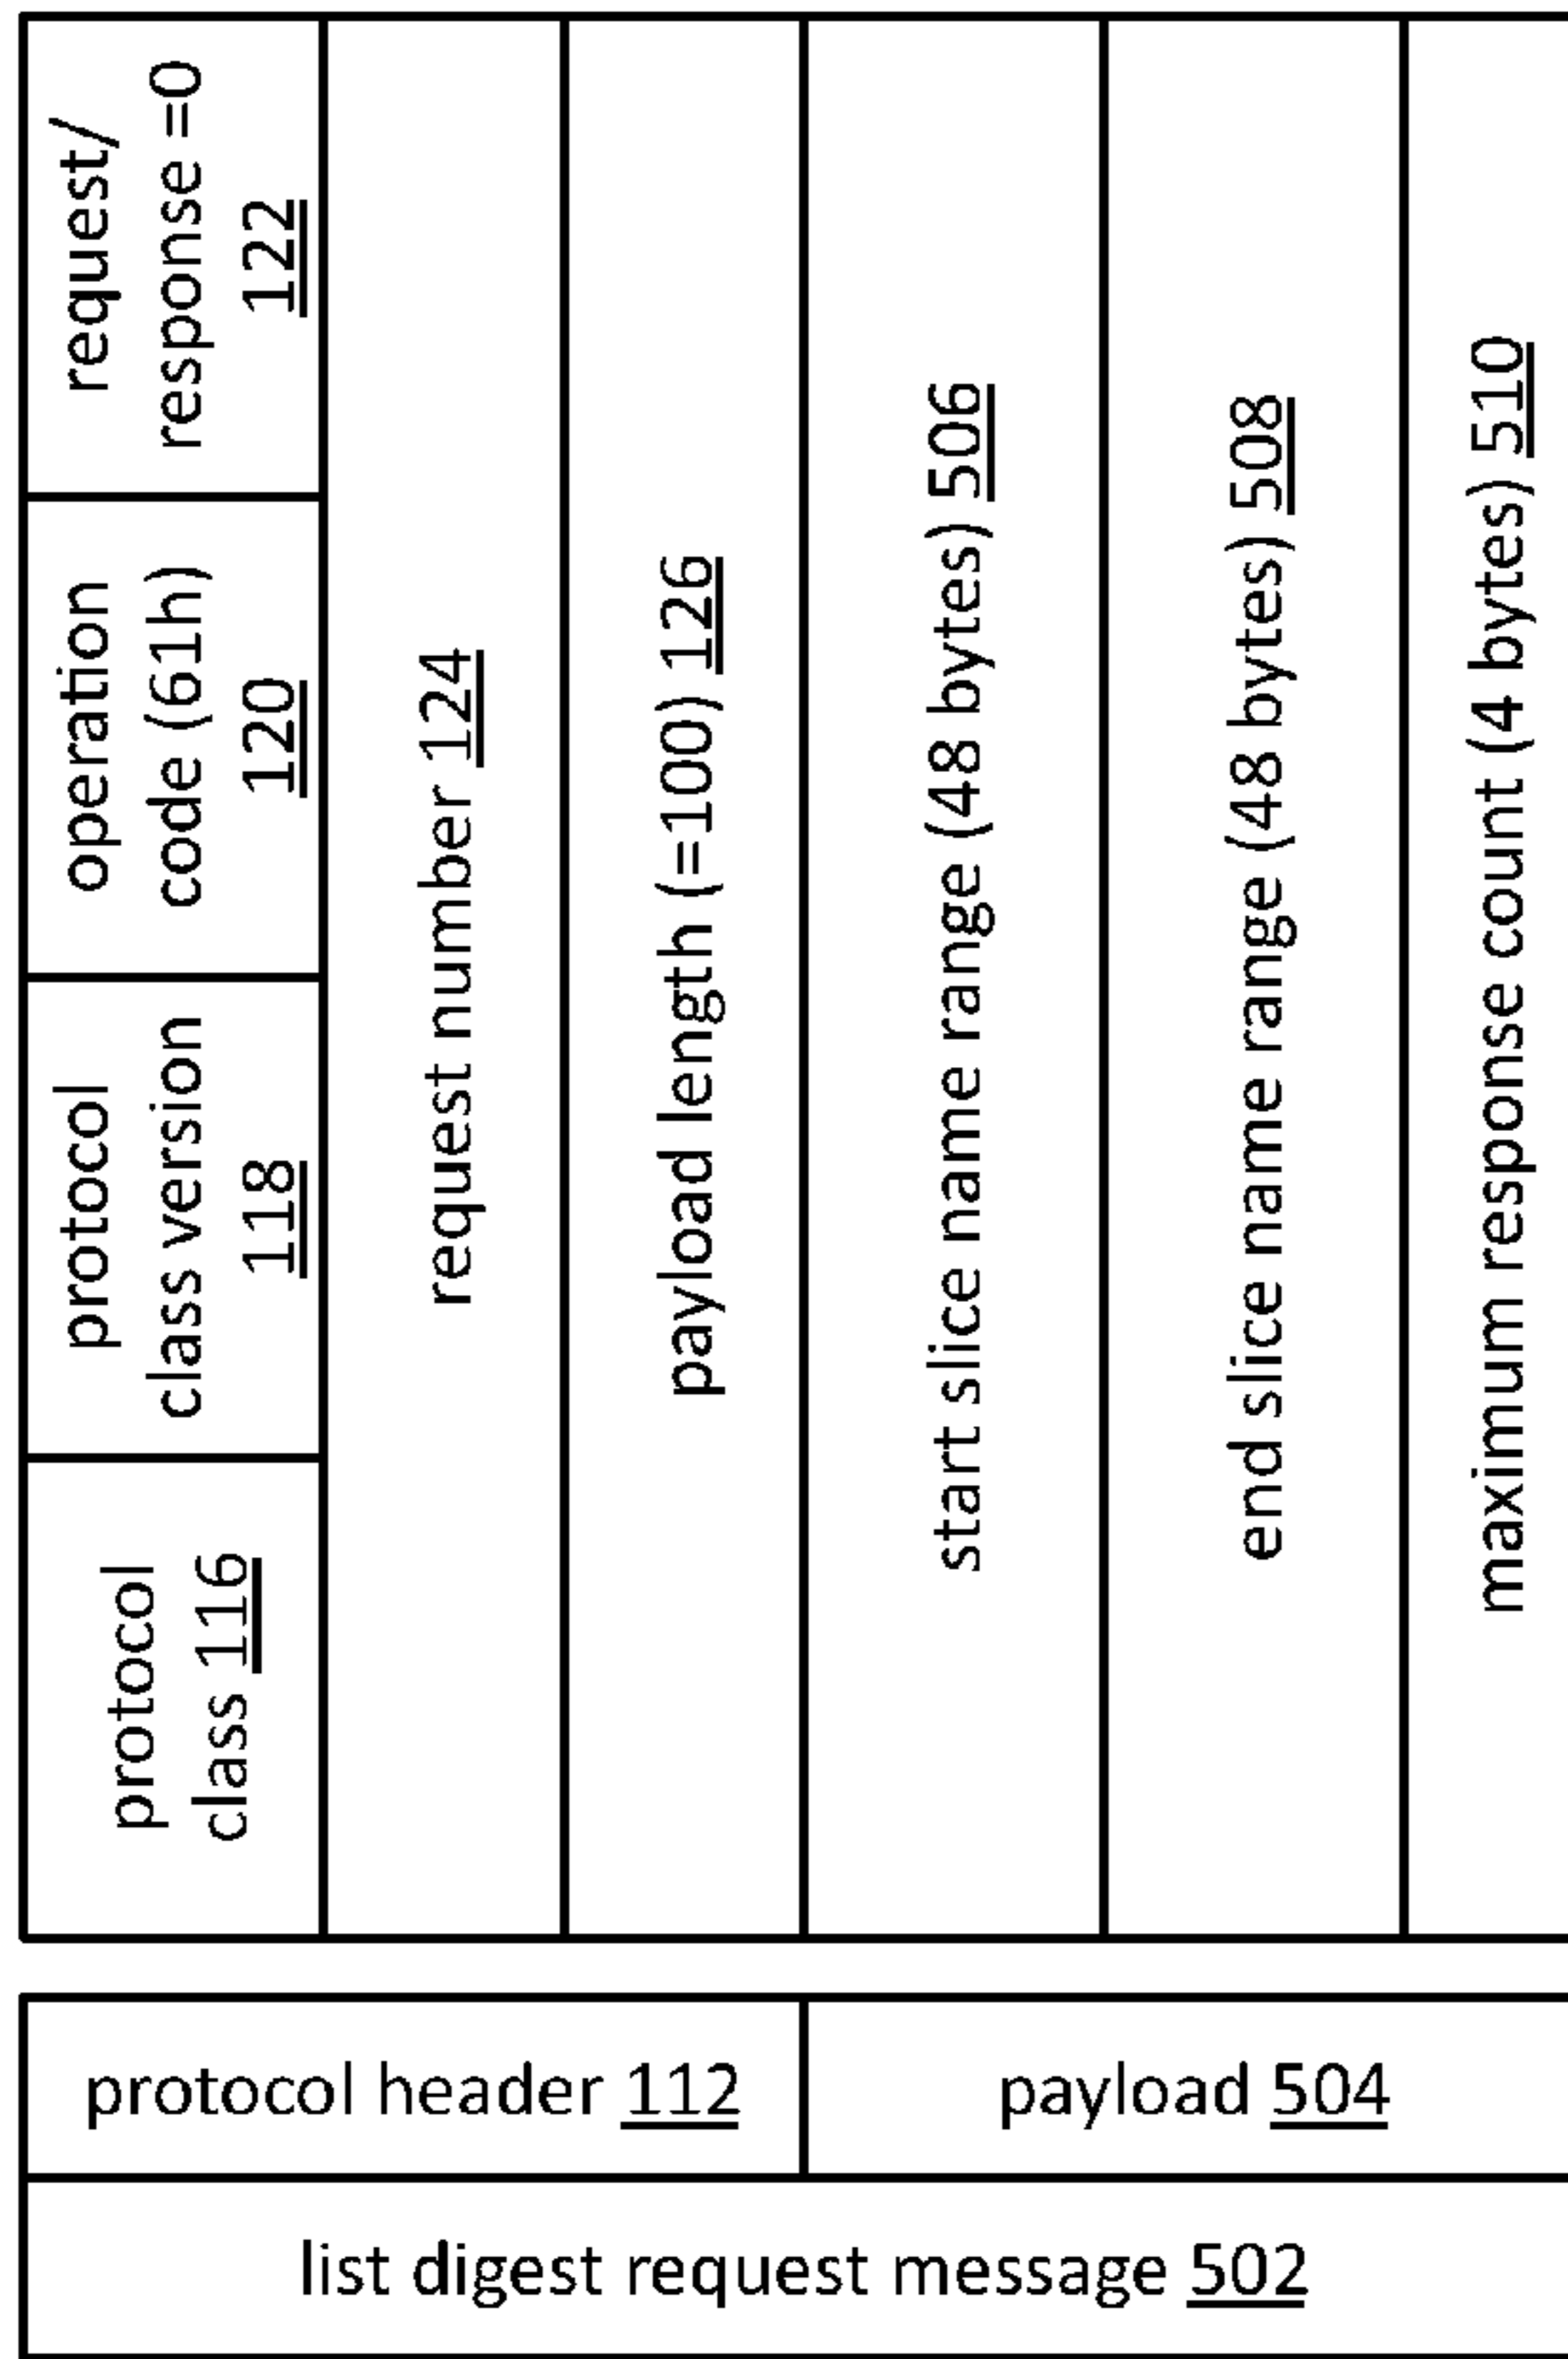 list digest request message 502
protocol header 112
payload 504
protocol
class 116
protocol
class version
118
operation
code (61h)
120
request/
response =0
122
request number 124
payload length (=100) 126
start slice name range (48 bytes) 506
end slice name range (48 bytes) 508
maximum response count (4 bytes) 510